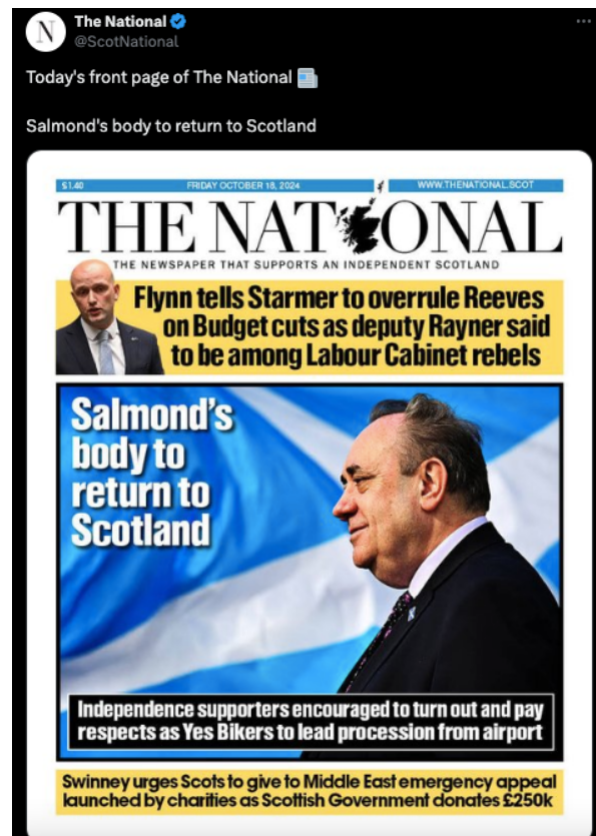 The National
@ScotNational
Today's front page of The National
Salmond's body to return to Scotland
$1.40
FRIDAY OCTOBER 18, 2024
WWW.THENATIONAL.SCOT
THE NATIONAL
THE NEWSPAPER THAT SUPPORTS AN INDEPENDENT SCOTLAND
Flynn tells Starmer to overrule Reeves
on Budget cuts as deputy Rayner said
to be among Labour Cabinet rebels
Salmond's
body to
return to
Scotland
Independence supporters encouraged to turn out and pay
respects as Yes Bikers to lead procession from airport
Swinney urges Scots to give to Middle East emergency appeal
launched by charities as Scottish Government donates £250k